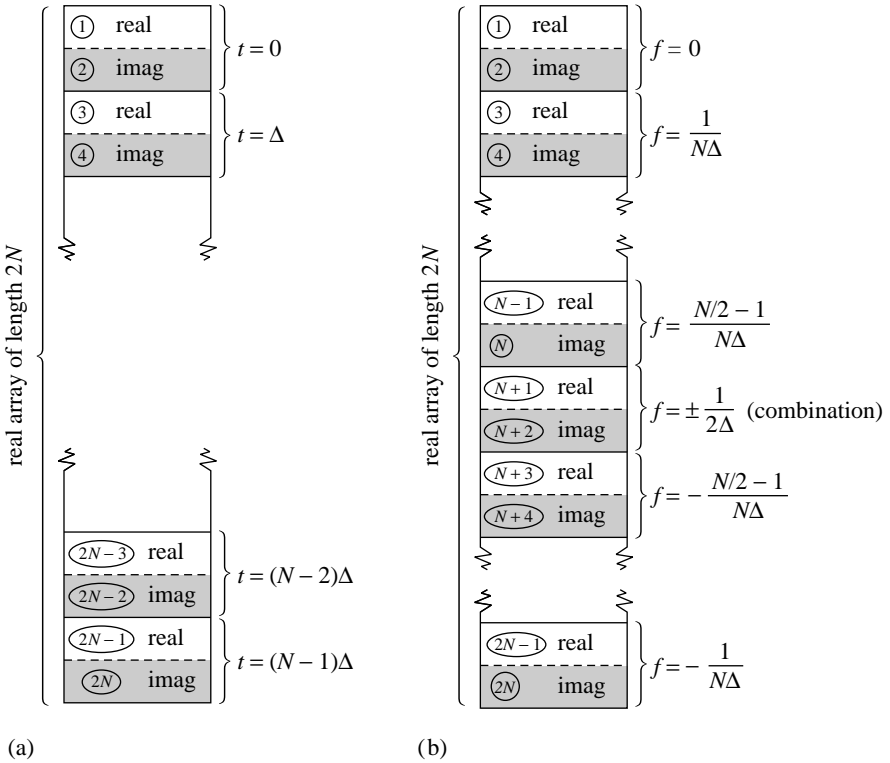 real array of length 2N
1 real
2 imag
t = 0
3 real
4 imag
t = Δ
2N − 3 real
2N − 2 imag
t = (N − 2)Δ
2N − 1 real
2N imag
t = (N − 1)Δ
(a)
real array of length 2N
1 real
2 imag
f = 0
3 real
4 imag
f = 1/NΔ
N − 1 real
N imag
f = N/2 − 1/NΔ
N + 1 real
N + 2 imag
f = ± 1/2Δ (combination)
N + 3 real
N + 4 imag
f = − N/2 − 1/NΔ
2N − 1 real
2N imag
f = − 1/NΔ
(b)